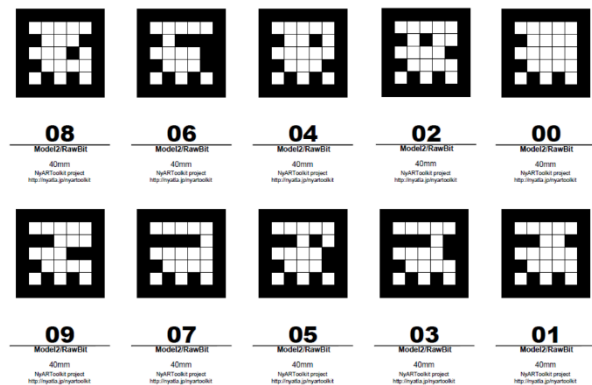 08 06 04 02 00
Model2/RawBit Model2/RawBit Model2/RawBit Model2/RawBit Model2/RawBit
40mm 40mm 40mm 40mm 40mm
NyARToolkit project NyARToolkit project NyARToolkit project NyARToolkit project NyARToolkit project
http://nyatla.jp/nyartoolkit http://nyatla.jp/nyartoolkit http://nyatla.jp/nyartoolkit http://nyatla.jp/nyartoolkit http://nyatla.jp/nyartoolkit
09 07 05 03 01
Model2/RawBit Model2/RawBit Model2/RawBit Model2/RawBit Model2/RawBit
40mm 40mm 40mm 40mm 40mm
NyARToolkit project NyARToolkit project NyARToolkit project NyARToolkit project NyARToolkit project
http://nyatla.jp/nyartoolkit http://nyatla.jp/nyartoolkit http://nyatla.jp/nyartoolkit http://nyatla.jp/nyartoolkit http://nyatla.jp/nyartoolkit